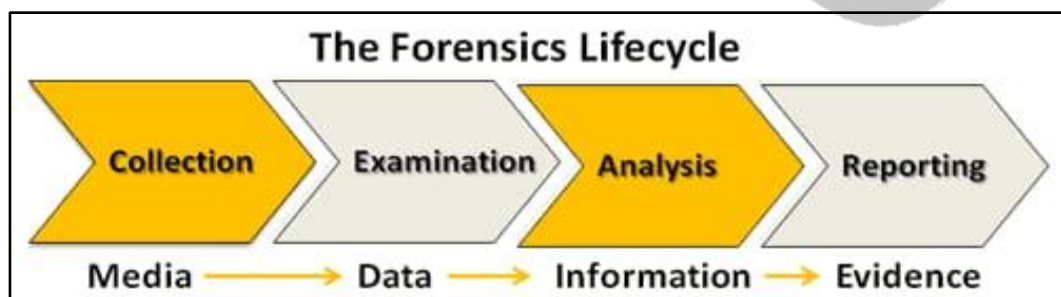 The Forensics Lifecycle
Collection Examination Analysis Reporting
Media Data Information Evidence